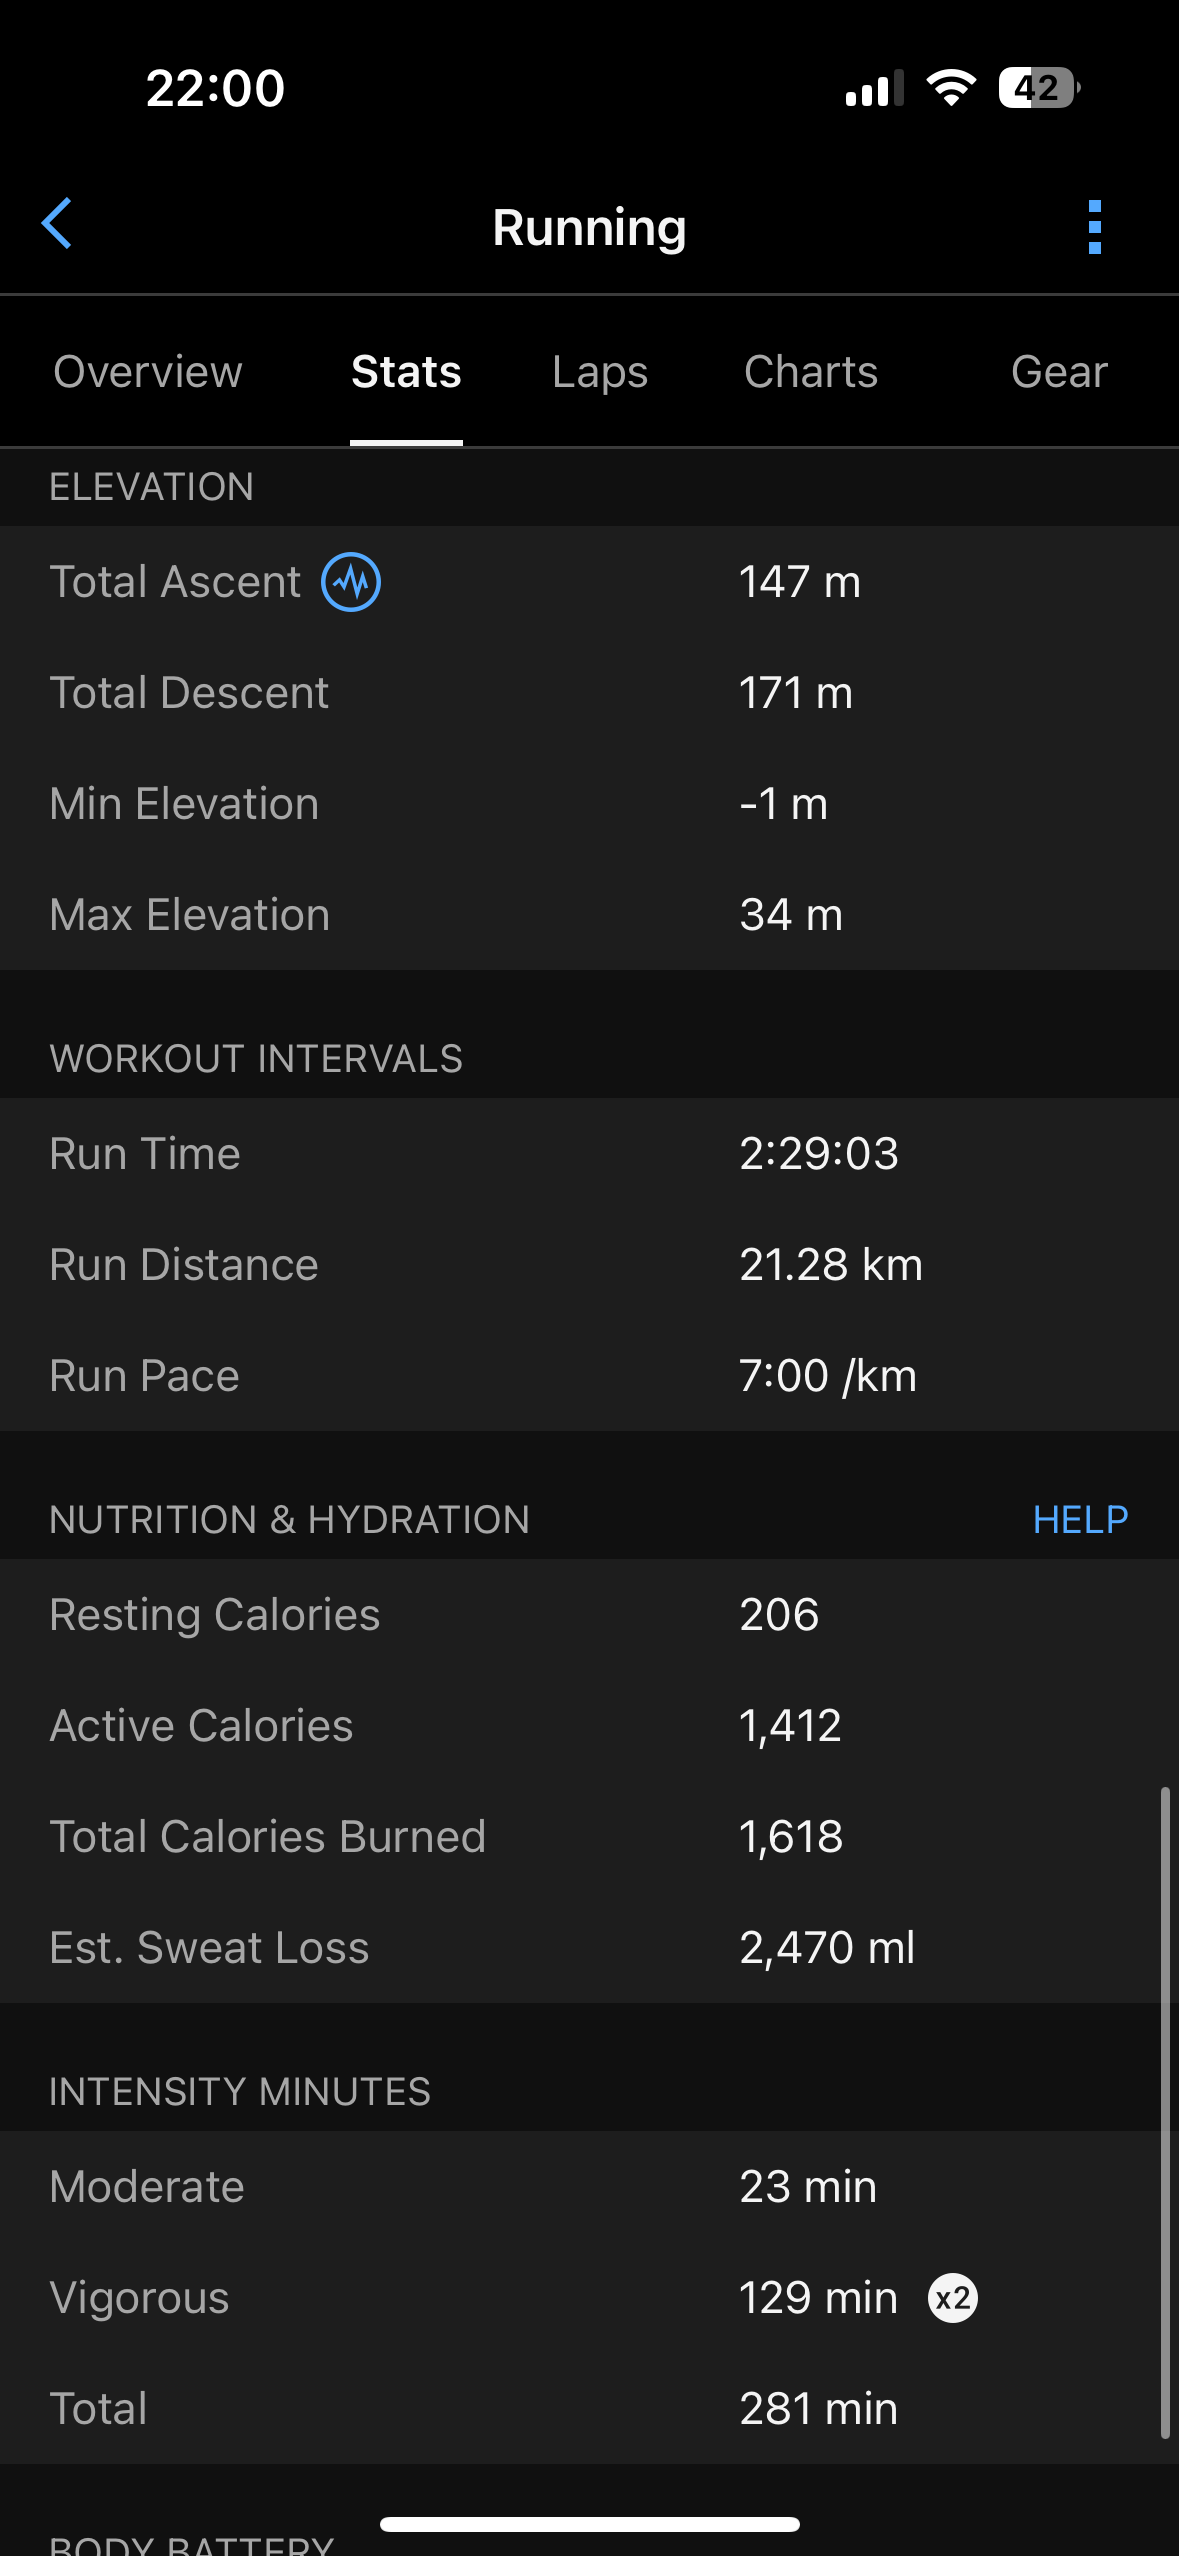 22:00
42
Running
Overview Stats Laps Charts Gear
ELEVATION
Total Ascent 147 m
Total Descent 171 m
Min Elevation -1 m
Max Elevation 34 m
WORKOUT INTERVALS
Run Time 2:29:03
Run Distance 21.28 km
Run Pace 7:00 /km
NUTRITION & HYDRATION HELP
Resting Calories 206
Active Calories 1,412
Total Calories Burned 1,618
Est. Sweat Loss 2,470 ml
INTENSITY MINUTES
Moderate 23 min
Vigorous 129 min x2
Total 281 min
BODY BATTERY